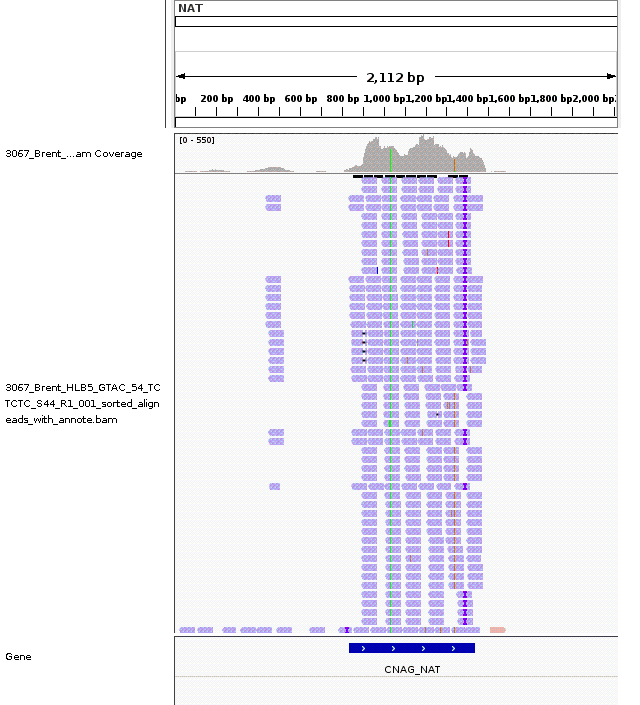 NAT
2,112 bp
bp 200 bp 400 bp 600 bp 800 bp 1,000 bp 1,200 bp 1,400 bp 1,600 bp 1,800 bp 2,000 bp
[0 - 550]
3067_Brent_...am Coverage
3067_Brent_HLB5_GTAC_54_TC
TCTC_S44_R1_001_sorted_align
eads_with_annote.bam
Gene
CNAG_NAT